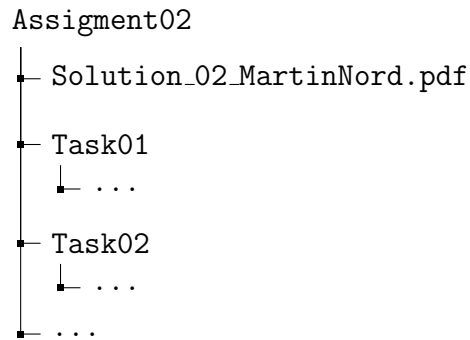 Assigment02
Solution_02_MartinNord.pdf
Task01
...
Task02
...
...